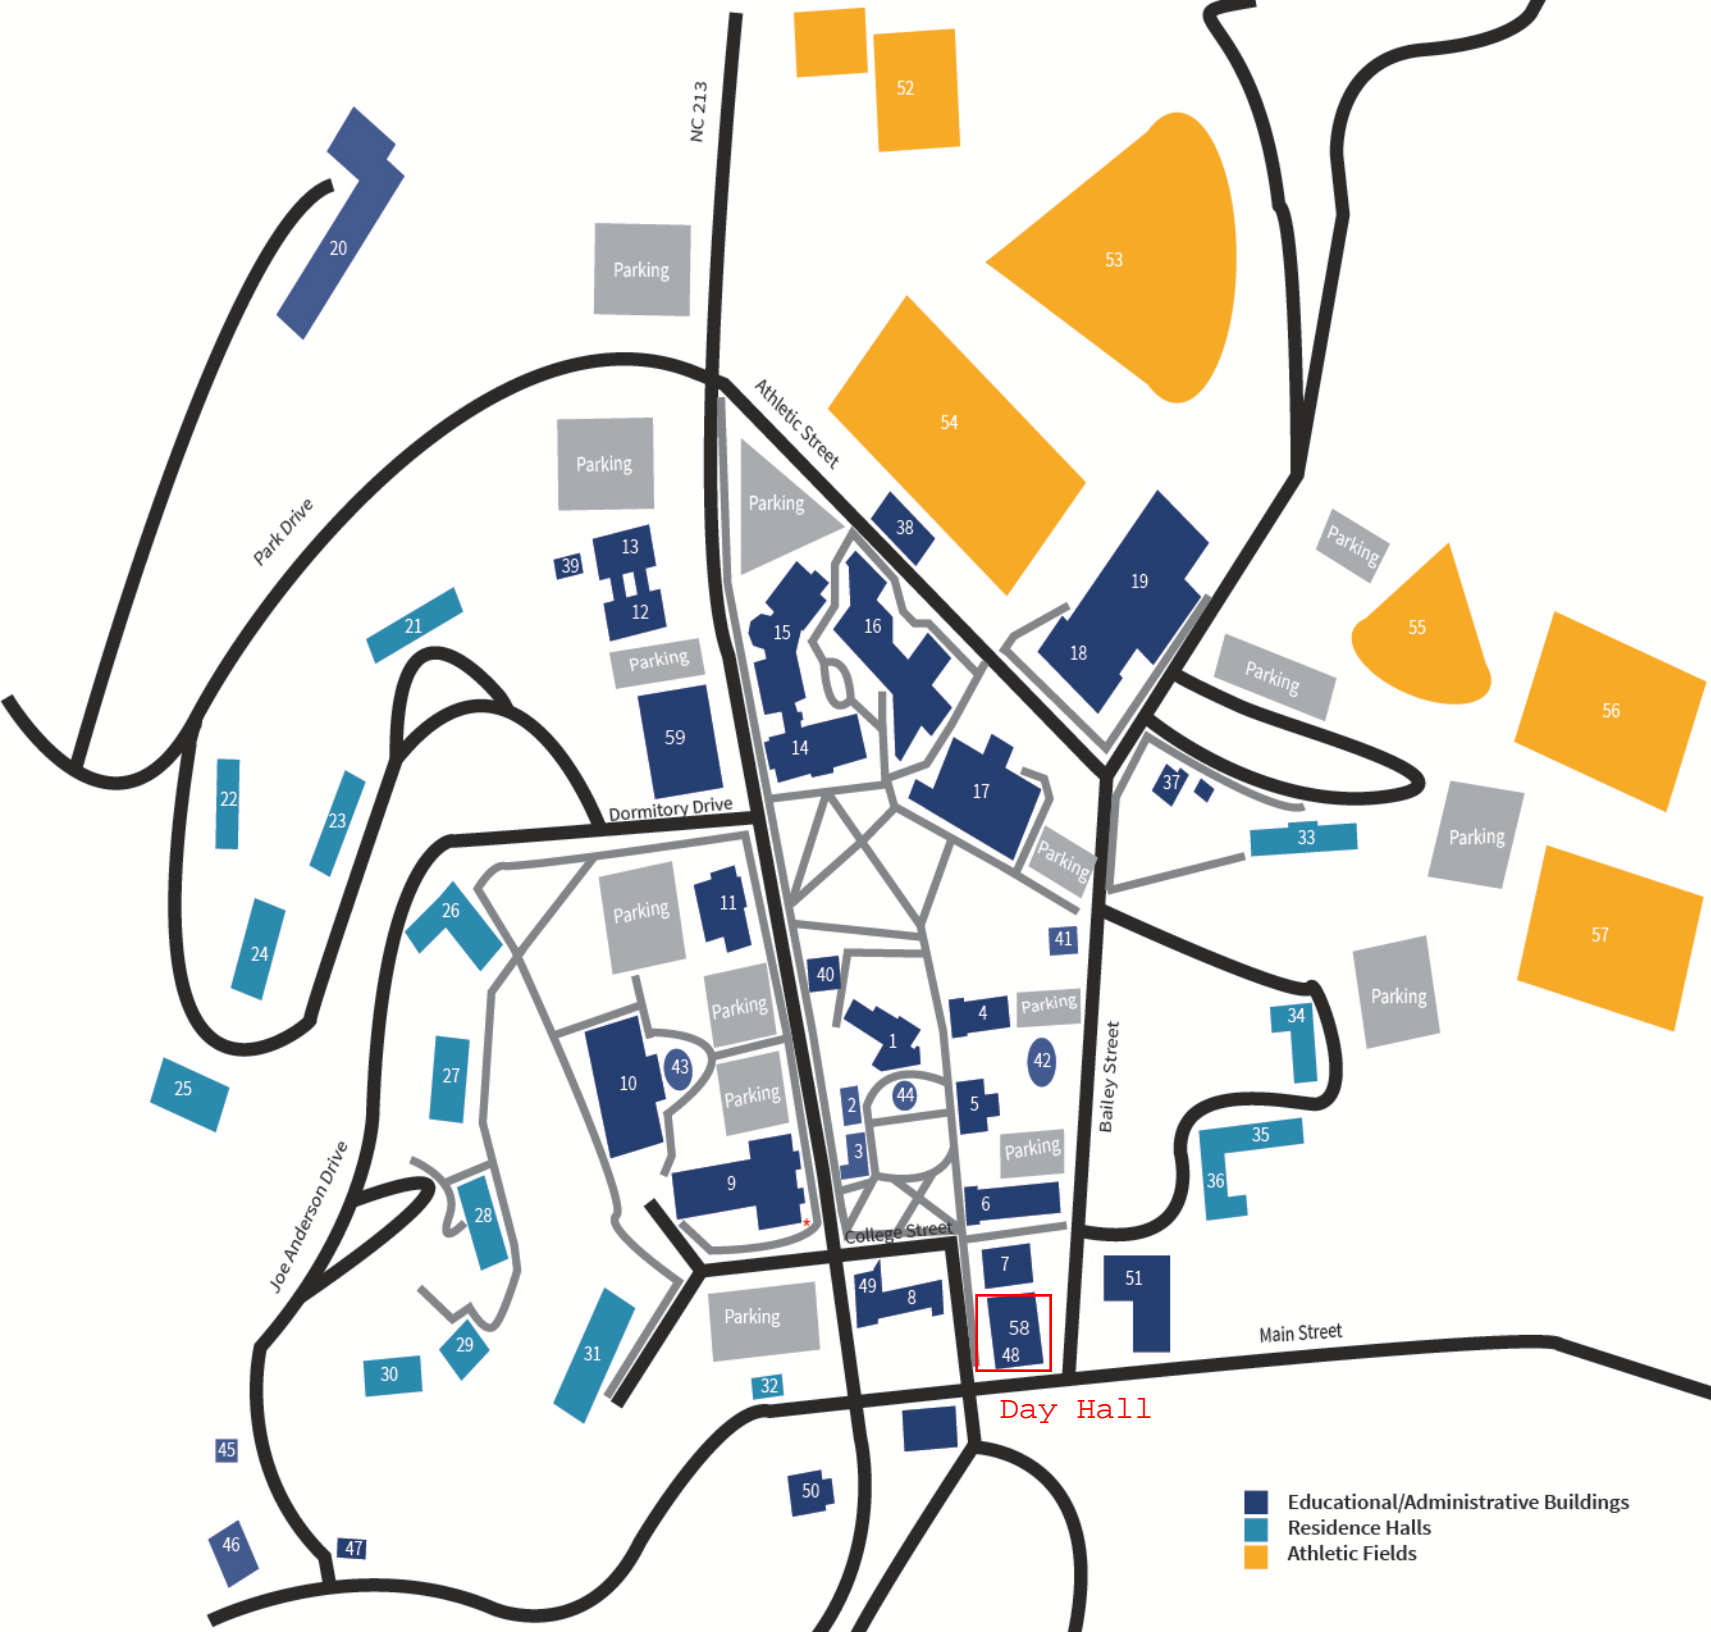 52
NC 213
20
53
Parking
Athletic Street
54
Parking
Parking
Park Drive
38
Parking
13
39
19
12
21
15
16
55
18
Parking
Parking
56
59
14
37
17
22
Dormitory Drive
23
33
Parking
Parking
11
26
Parking
57
41
24
40
Parking
4
Parking
Parking
34
1
42
43
27
10
25
Parking
44
2
5
Bailey Street
35
3
Parking
9
36
6
28
Joe Anderson Drive
*
College Street
7
51
49
8
Parking
58
Main Street
29
31
48
30
32
Day Hall
45
50
Educational/Administrative Buildings
Residence Halls
46
47
Athletic Fields